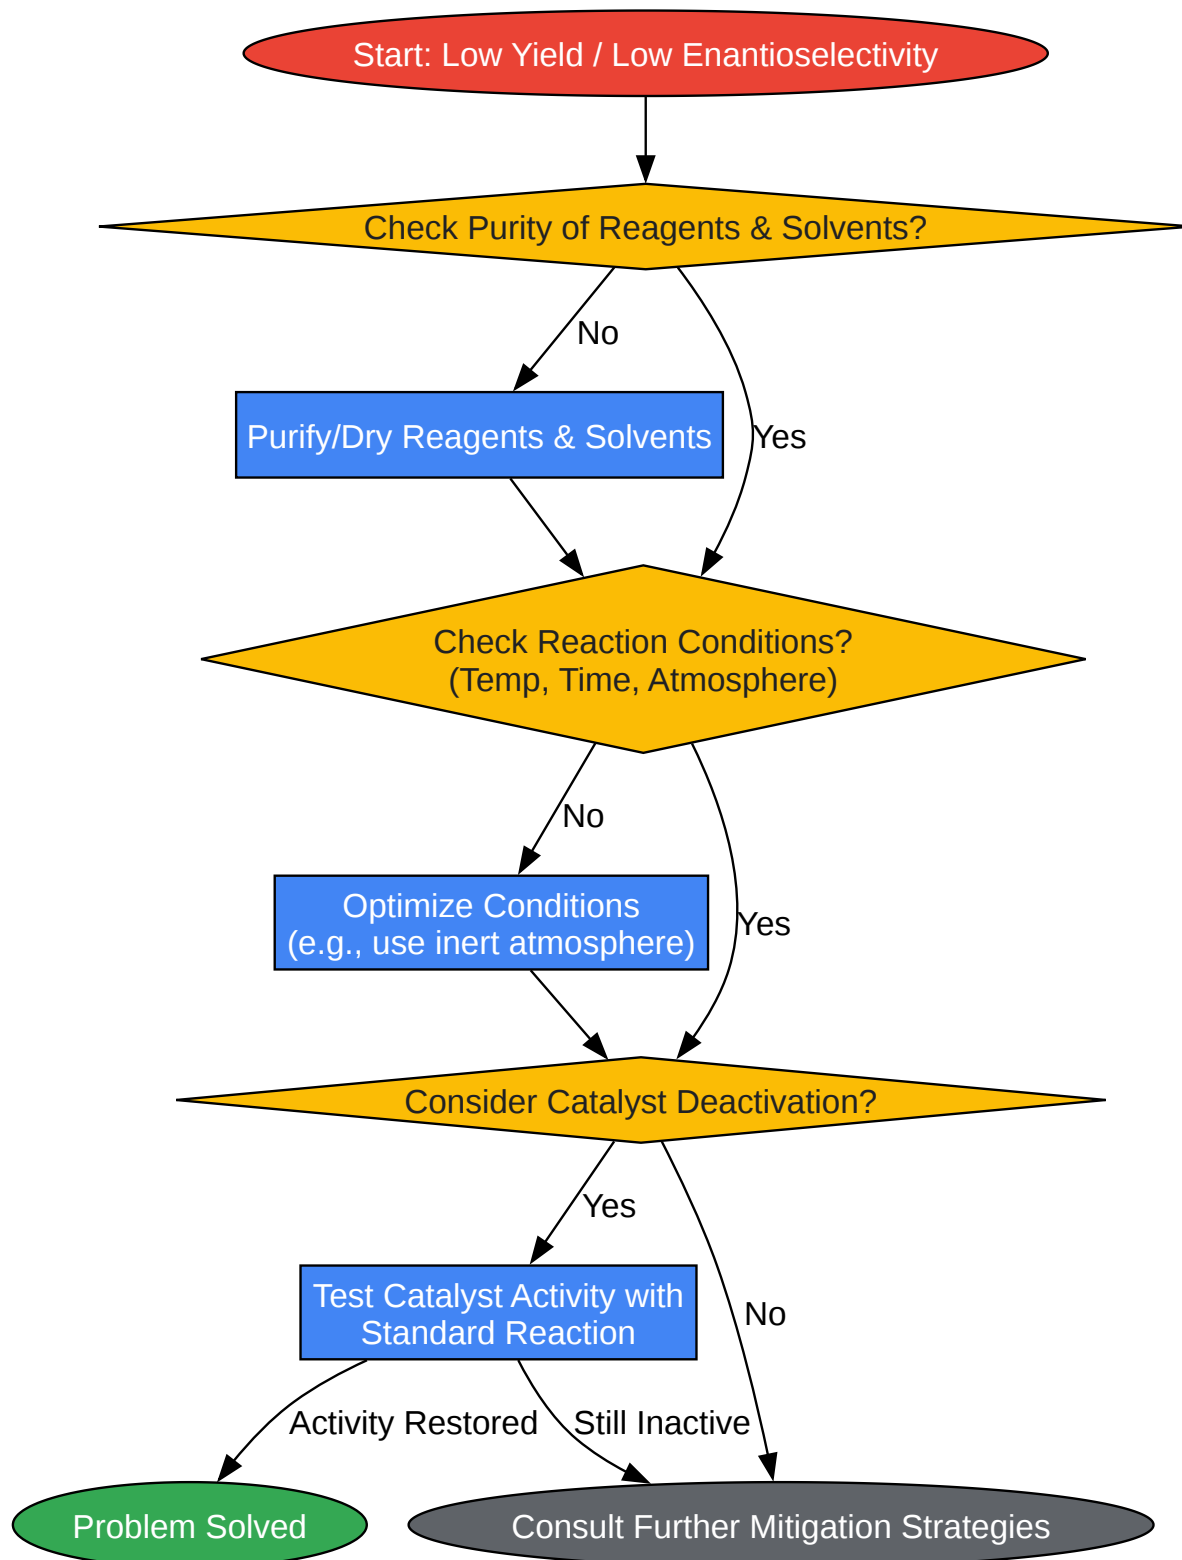 Start: Low Yield / Low Enantioselectivity
Check Purity of Reagents & Solvents?
No
Purify/Dry Reagents & Solvents
Yes
Check Reaction Conditions?
(Temp, Time, Atmosphere)
No
Optimize Conditions
(e.g., use inert atmosphere)
Yes
Consider Catalyst Deactivation?
Yes
Test Catalyst Activity with
Standard Reaction
No
Activity Restored
Still Inactive
Problem Solved
Consult Further Mitigation Strategies